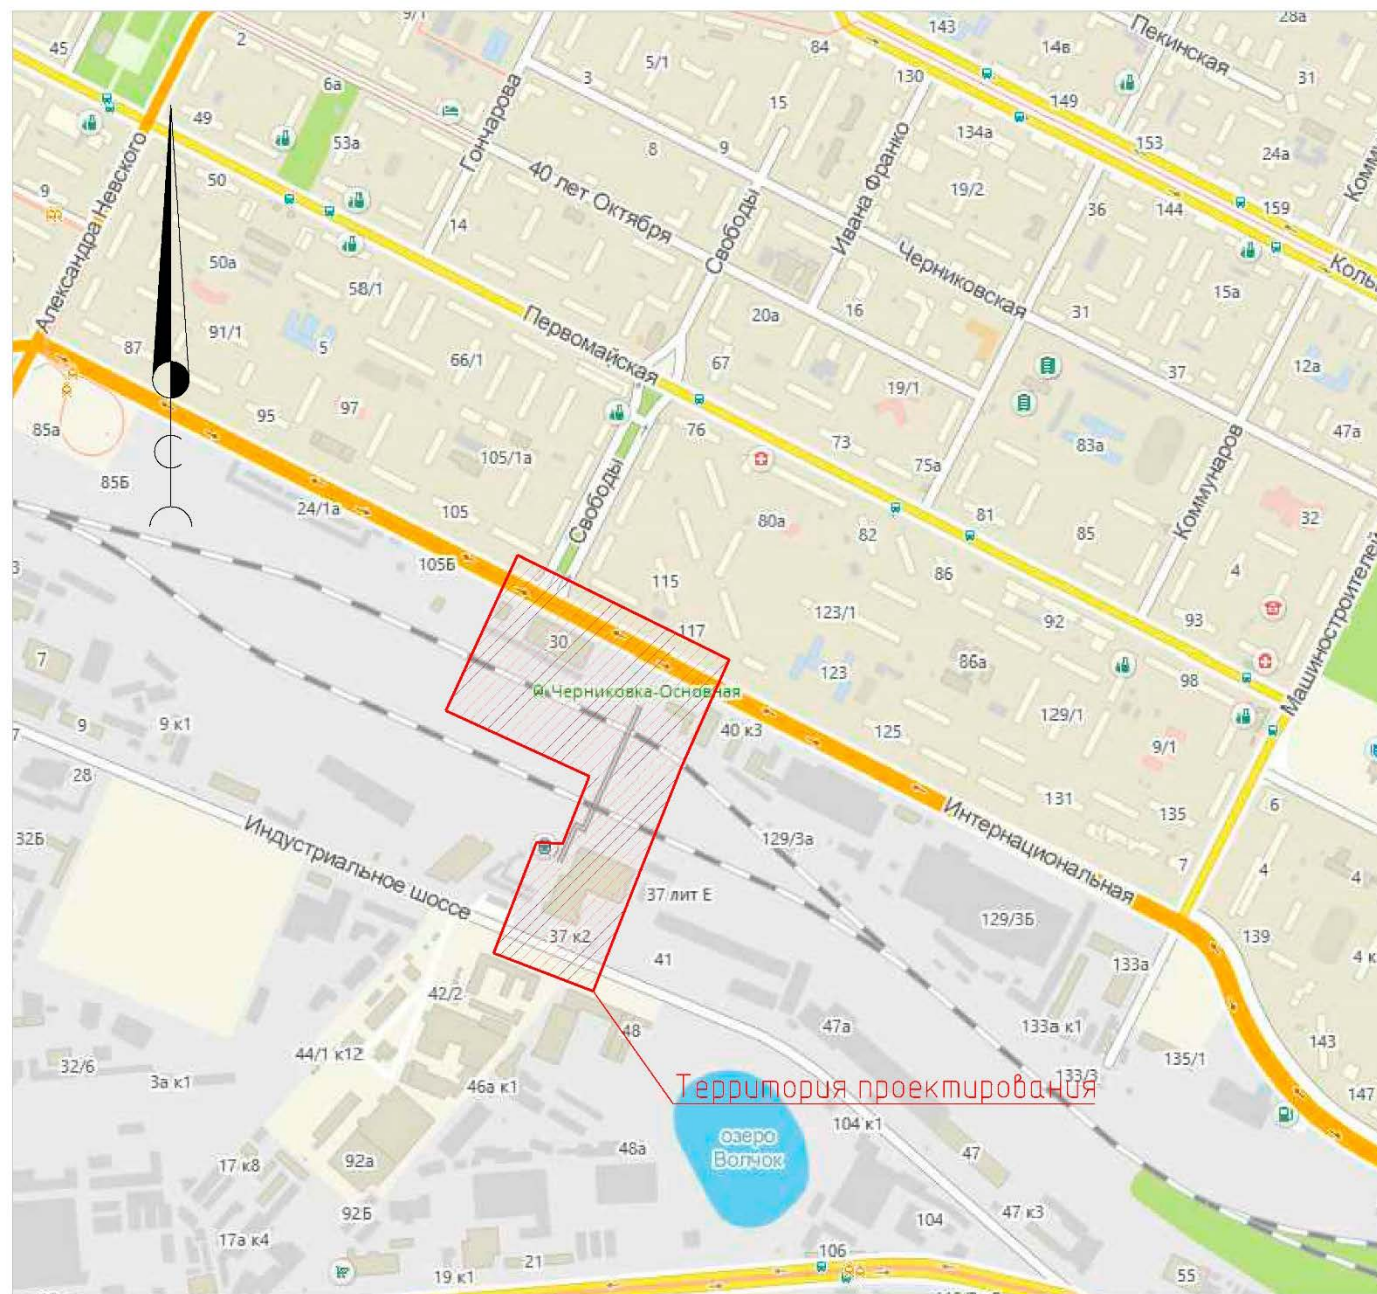 9/1
2
45
6а
5/1
3
84
143
14в
Пекинская
28а
31
130
149
49
53а
Гончарова
8
9
15
134а
153
24а
Александра Невского
9
50
40 лет Октября
Свободы
Ивана Франко
19/2
36
144
159
14
50а
58/1
Черниковская
15а
91/1
87
5
Первомайская
20а
16
31
66/1
67
12а
97
95
19/1
37
85а
76
73
83а
47а
105/1а
75а
Коммунаров
85Б
24/1а
105
Свободы
80а
82
81
85
32
105Б
115
86
4
Машиностроителей
7
30
117
123/1
92
93
123
86а
98
Черниковка-Основная
9
9 к1
40 к3
125
129/1
9/1
28
131
135
6
32Б
Индустриальное шоссе
129/3а
Интернациональная
7
4
4
37 лит Е
129/3Б
37 к2
41
139
133а
42/2
48
47а
133а к1
143
44/1 к12
135/1
32/6
3а к1
46а к1
133/3
147
Территория проектирования
104 к1
озеро
Волчок
48а
47
17 к8
92а
92Б
104
47 к3
17а к4
21
106
19 к1
55